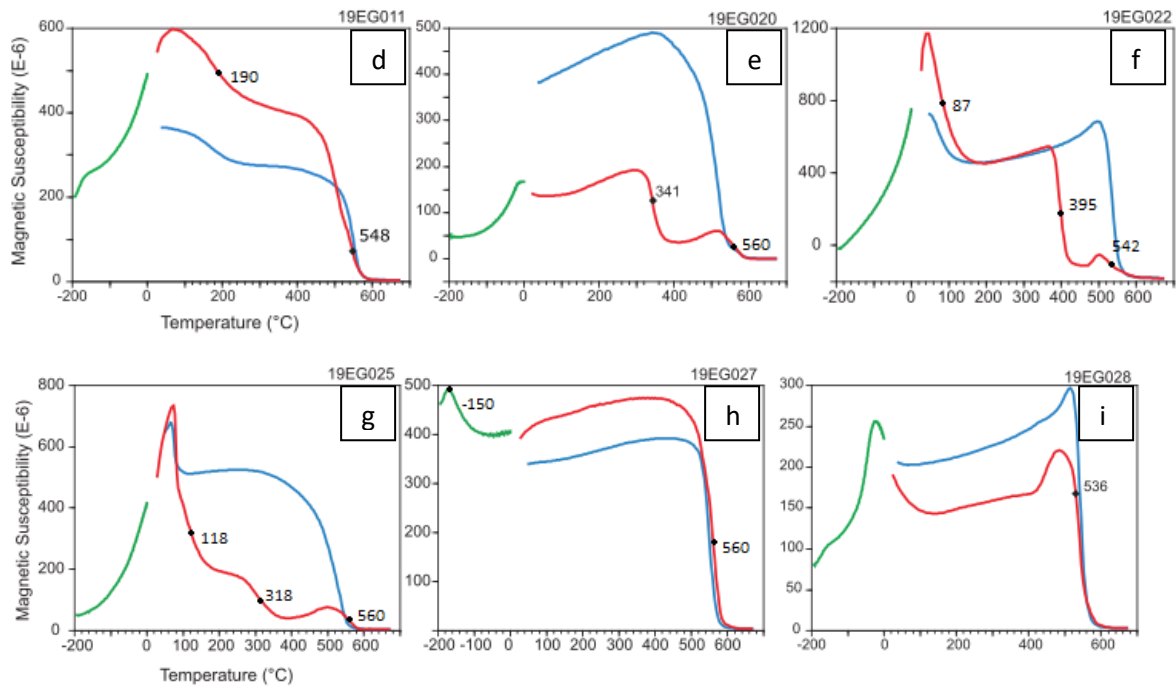 19EG011 19EG020 19EG022
600 500 1200
d e f
Magnetic Susceptibility (E-6)
400 400 800
190 300 87
200 341 400 395
200 100 560 0 542
548
0 0
-200 0 200 400 600 -200 0 200 400 600 -200 0 100 200 300 400 500 600
Temperature (°C)
19EG025 19EG027 19EG028
800 500 300
g h i
-150
Magnetic Susceptibility (E-6)
600 400 250
400 300 200
118 536
200 200 560 150
318 100 100
560 50
0 0
-200 0 100 200 300 400 500 600 -200 0 100 200 300 400 500 600 -200 0 200 400 600
Temperature (°C)